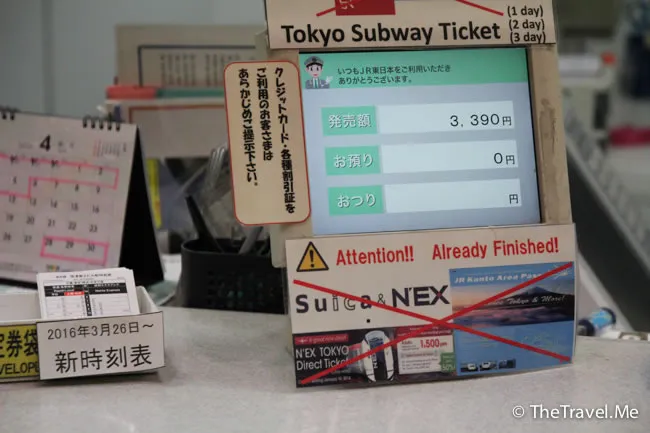 Tokyo Subway Ticket
(1 day)
(2 day)
(3 day)
いつもJR東日本をご利用いただき
ありがとうございます。
発売額 3,390円
お預り 0円
おつり 円
クレジットカード・各種割引証を
ご利用のお客さまは
あらかじめご提示下さい。
Attention!! Already Finished!
Suica & N'EX
JR Kanto Area Pass
Tokyo & More!
N'EX TOKYO
Direct Ticket
1,500yen
4
2016年3月26日~
新時刻表
© TheTravel.Me